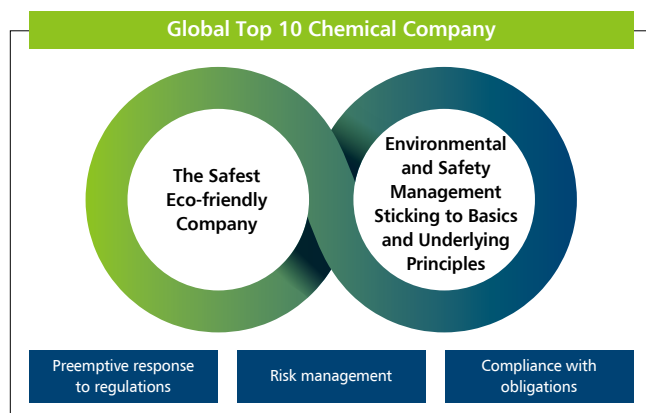 Global Top 10 Chemical Company
The Safest
Eco-friendly
Company
Environmental
and Safety
Management
Sticking to Basics
and Underlying
Principles
Preemptive response
to regulations
Risk management
Compliance with
obligations